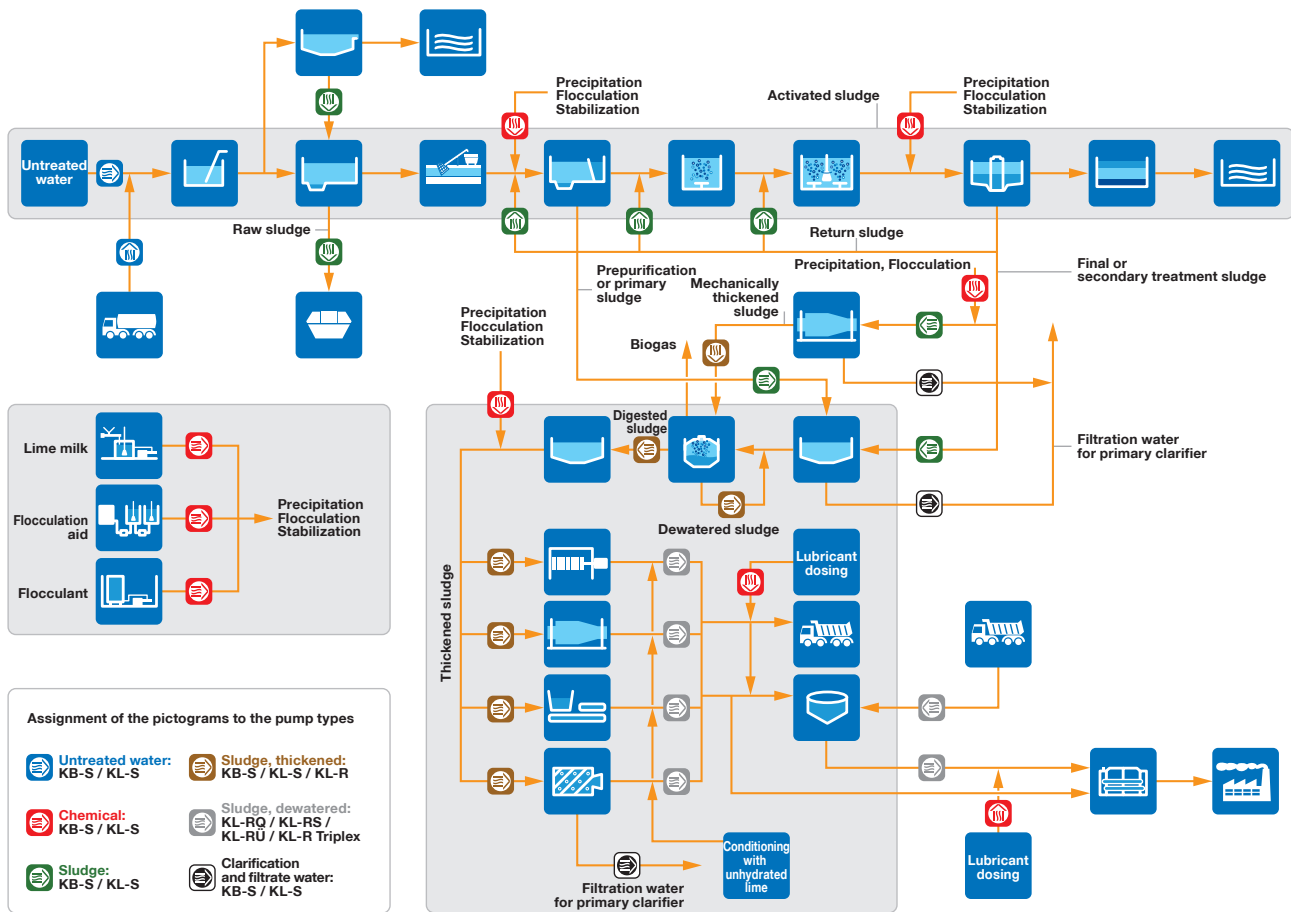 Precipitation
Flocculation
Stabilization
Activated sludge
Precipitation
Flocculation
Stabilization
Untreated
water
Raw sludge
Return sludge
Prepurification
or primary
sludge
Mechanically
thickened
sludge
Precipitation, Flocculation
Final or
secondary treatment sludge
Precipitation
Flocculation
Stabilization
Biogas
Digested
sludge
Filtration water
for primary clarifier
Lime milk
Flocculation
aid
Flocculant
Precipitation
Flocculation
Stabilization
Dewatered sludge
Thickened sludge
Lubricant
dosing
Assignment of the pictograms to the pump types
Untreated water:
KB-S / KL-S
Chemical:
KB-S / KL-S
Sludge:
KB-S / KL-S
Sludge, thickened:
KB-S / KL-S / KL-R
Sludge, dewatered:
KL-RQ / KL-RS /
KL-RÜ / KL-R Triplex
Clarification
and filtrate water:
KB-S / KL-S
Filtration water
for primary clarifier
Conditioning
with
unhydrated
lime
Lubricant
dosing